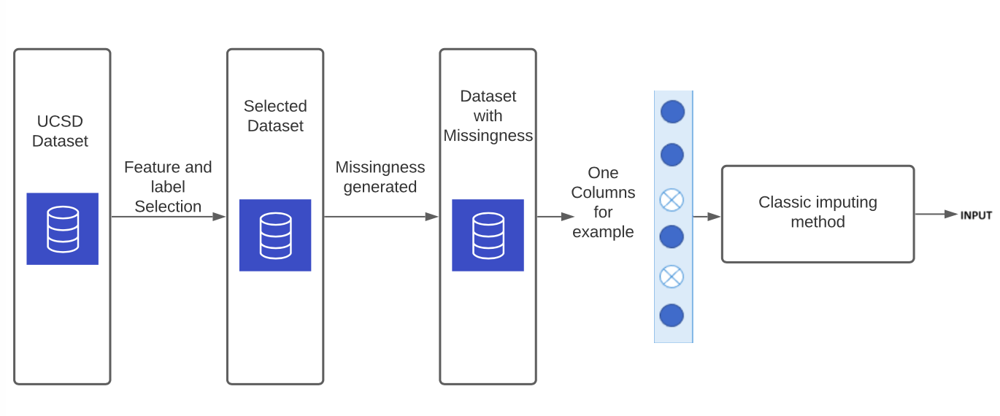 UCSD
Dataset
Feature and
label
Selection
Selected
Dataset
Missingness
generated
Dataset
with
Missingness
One
Columns
for
example
Classic imputing
method
INPUT